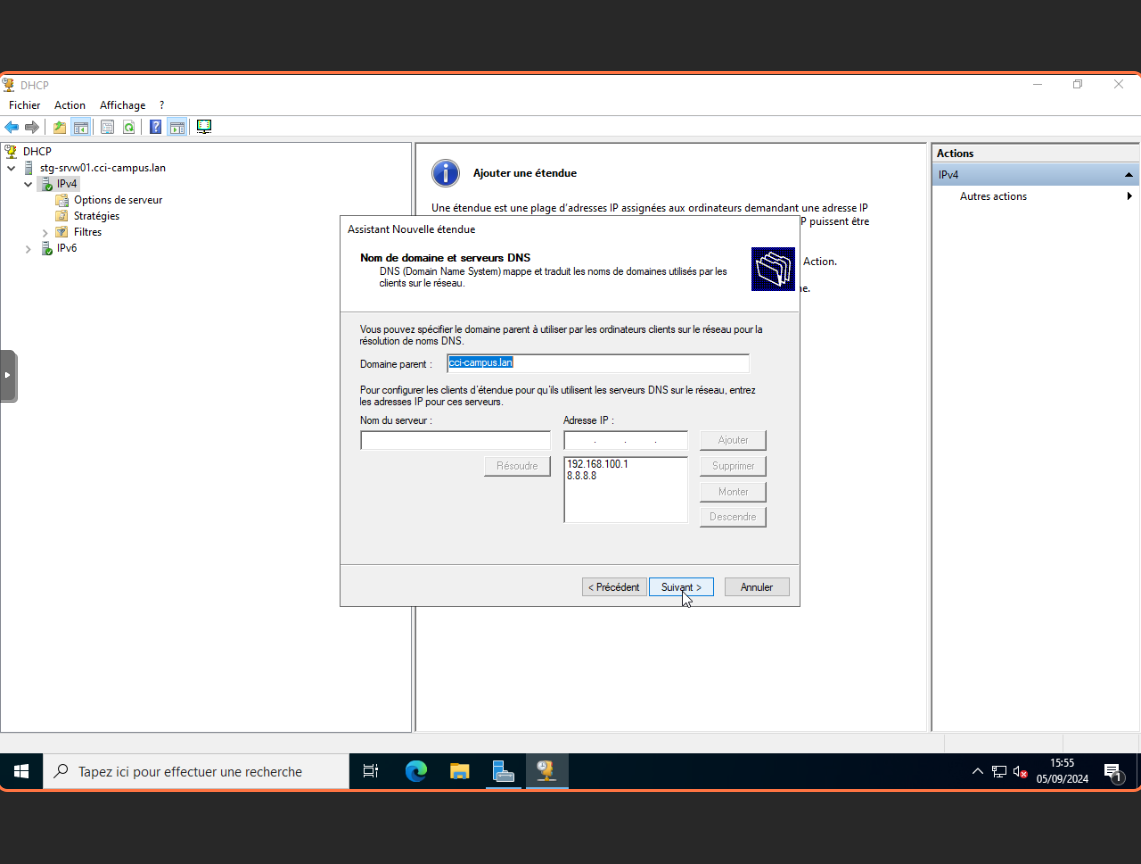 DHCP
Fichier Action Affichage ?
DHCP
stg-srvw01.cci-campus.lan
IPv4
Options de serveur
Stratégies
Filtres
IPv6
Ajouter une étendue
Une étendue est une plage d'adresses IP assignées aux ordinateurs demandant une adresse IP
P puissent être
Action.
ne.
Assistant Nouvelle étendue
Nom de domaine et serveurs DNS
DNS (Domain Name System) mappe et traduit les noms de domaines utilisés par les
clients sur le réseau.
Vous pouvez spécifier le domaine parent à utiliser par les ordinateurs clients sur le réseau pour la
résolution de noms DNS.
Domaine parent : cci-campus.lan
Pour configurer les clients d'étendue pour qu'ils utilisent les serveurs DNS sur le réseau, entrez
les adresses IP pour ces serveurs.
Nom du serveur : Adresse IP :
. . . Ajouter
Résoudre 192.168.100.1 Supprimer
8.8.8.8
Monter
Descendre
< Précédent Suivant > Annuler
Actions
IPv4
Autres actions
Tapez ici pour effectuer une recherche
15:55
05/09/2024
1